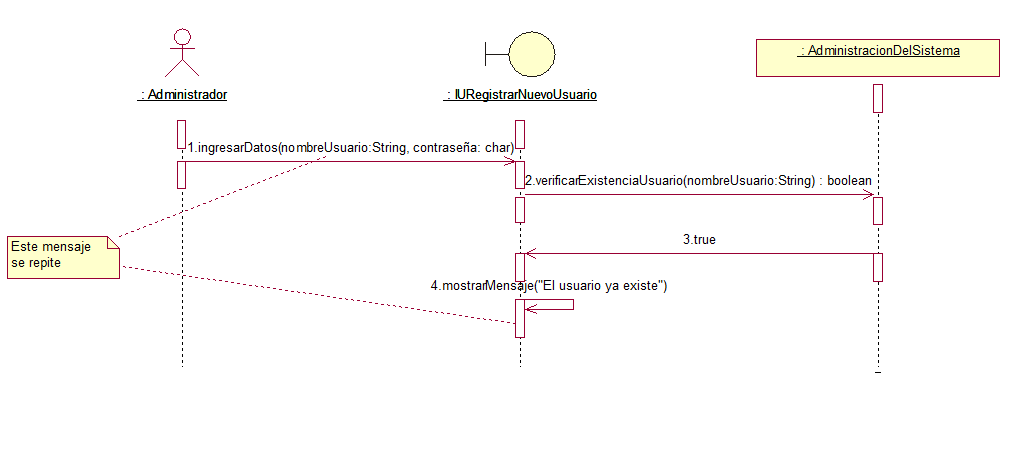 : AdministracionDelSistema
: Administrador
: IURegistrarNuevoUsuario
1.ingresarDatos(nombreUsuario:String, contraseña: char)
2.verificarExistenciaUsuario(nombreUsuario:String) : boolean
Este mensaje
se repite
3.true
4.mostrarMensaje("El usuario ya existe")